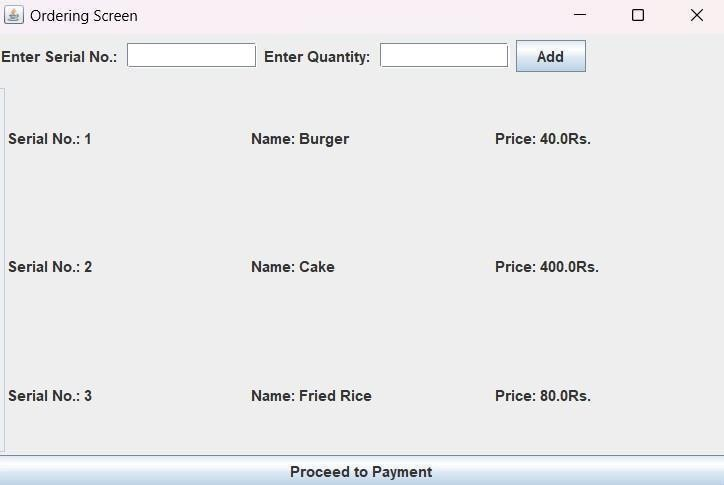 Ordering Screen
Enter Serial No.: Enter Quantity: Add
Serial No.: 1 Name: Burger Price: 40.0Rs.
Serial No.: 2 Name: Cake Price: 400.0Rs.
Serial No.: 3 Name: Fried Rice Price: 80.0Rs.
Proceed to Payment